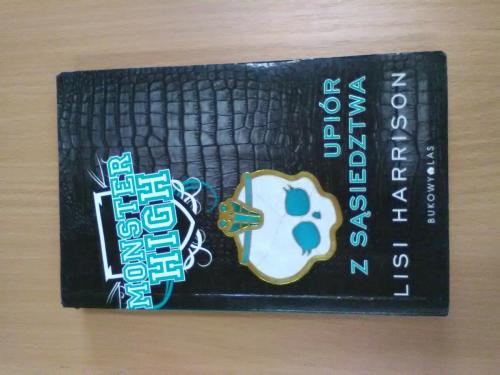 MONSTER
HIGH
UPIÓR
Z SĄSIEDZTWA
LISI HARRISON
BUKOWY LAS